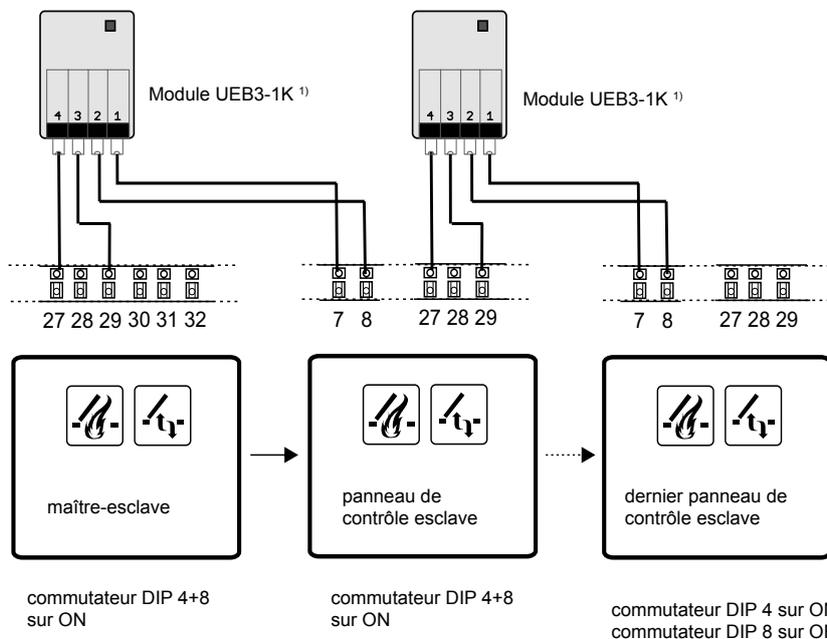 4 3 2 1
Module UEB3-1K ¹⁾
4 3 2 1
Module UEB3-1K ¹⁾
27 28 29 30 31 32
7 8
27 28 29
7 8
27 28 29
maître-esclave
panneau de
contrôle esclave
dernier panneau de
contrôle esclave
commutateur DIP 4+8
sur ON
commutateur DIP 4+8
sur ON
commutateur DIP 4 sur ON
commutateur DIP 8 sur ON